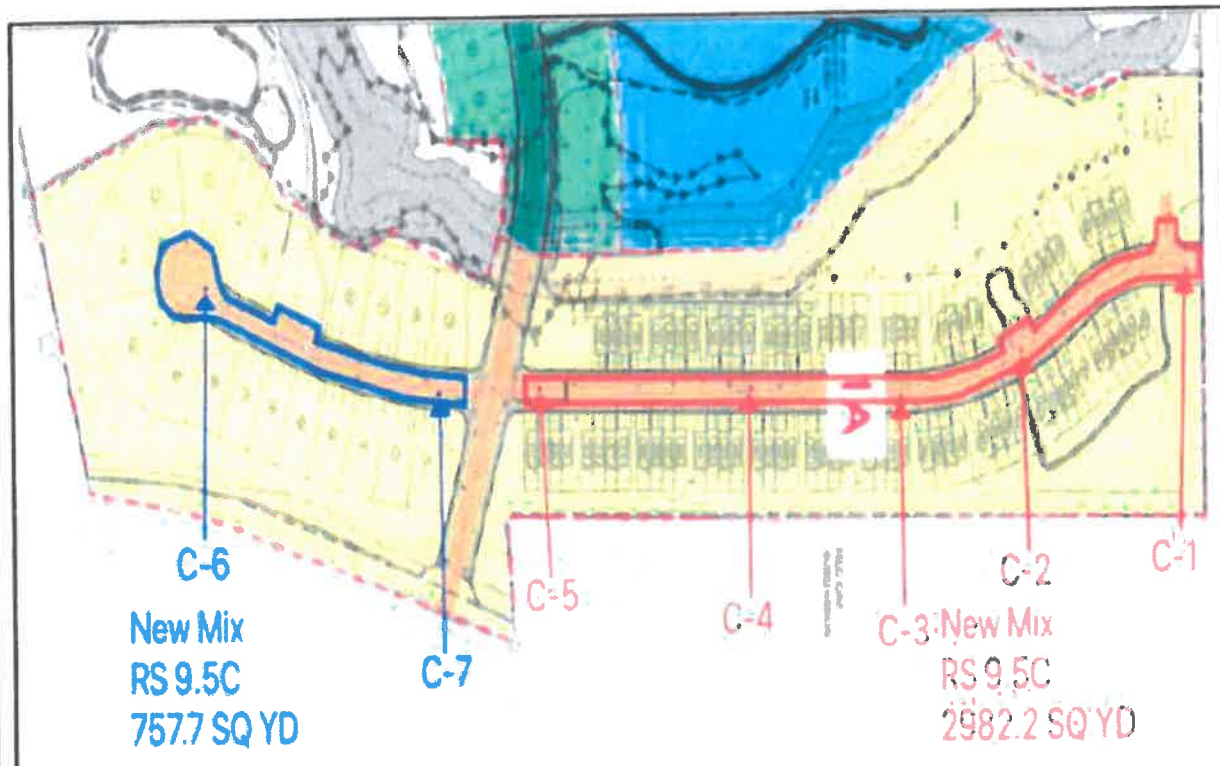 C-6
New Mix
RS 9.5C
757.7 SQ YD
C-7
C-5
C-4
C-3
C-2
C-1
New Mix
RS 9.5C
2982.2 SQ YD